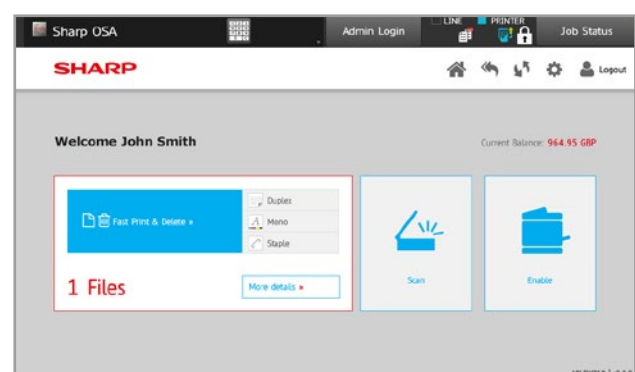 Sharp OSA
Admin Login
LINE
PRINTER
Job Status
SHARP
Logout
Welcome John Smith
Current Balance: 964.95 GBP
Fast Print & Delete »
Duplex
Mono
Staple
1 Files
More details »
Scan
Enable